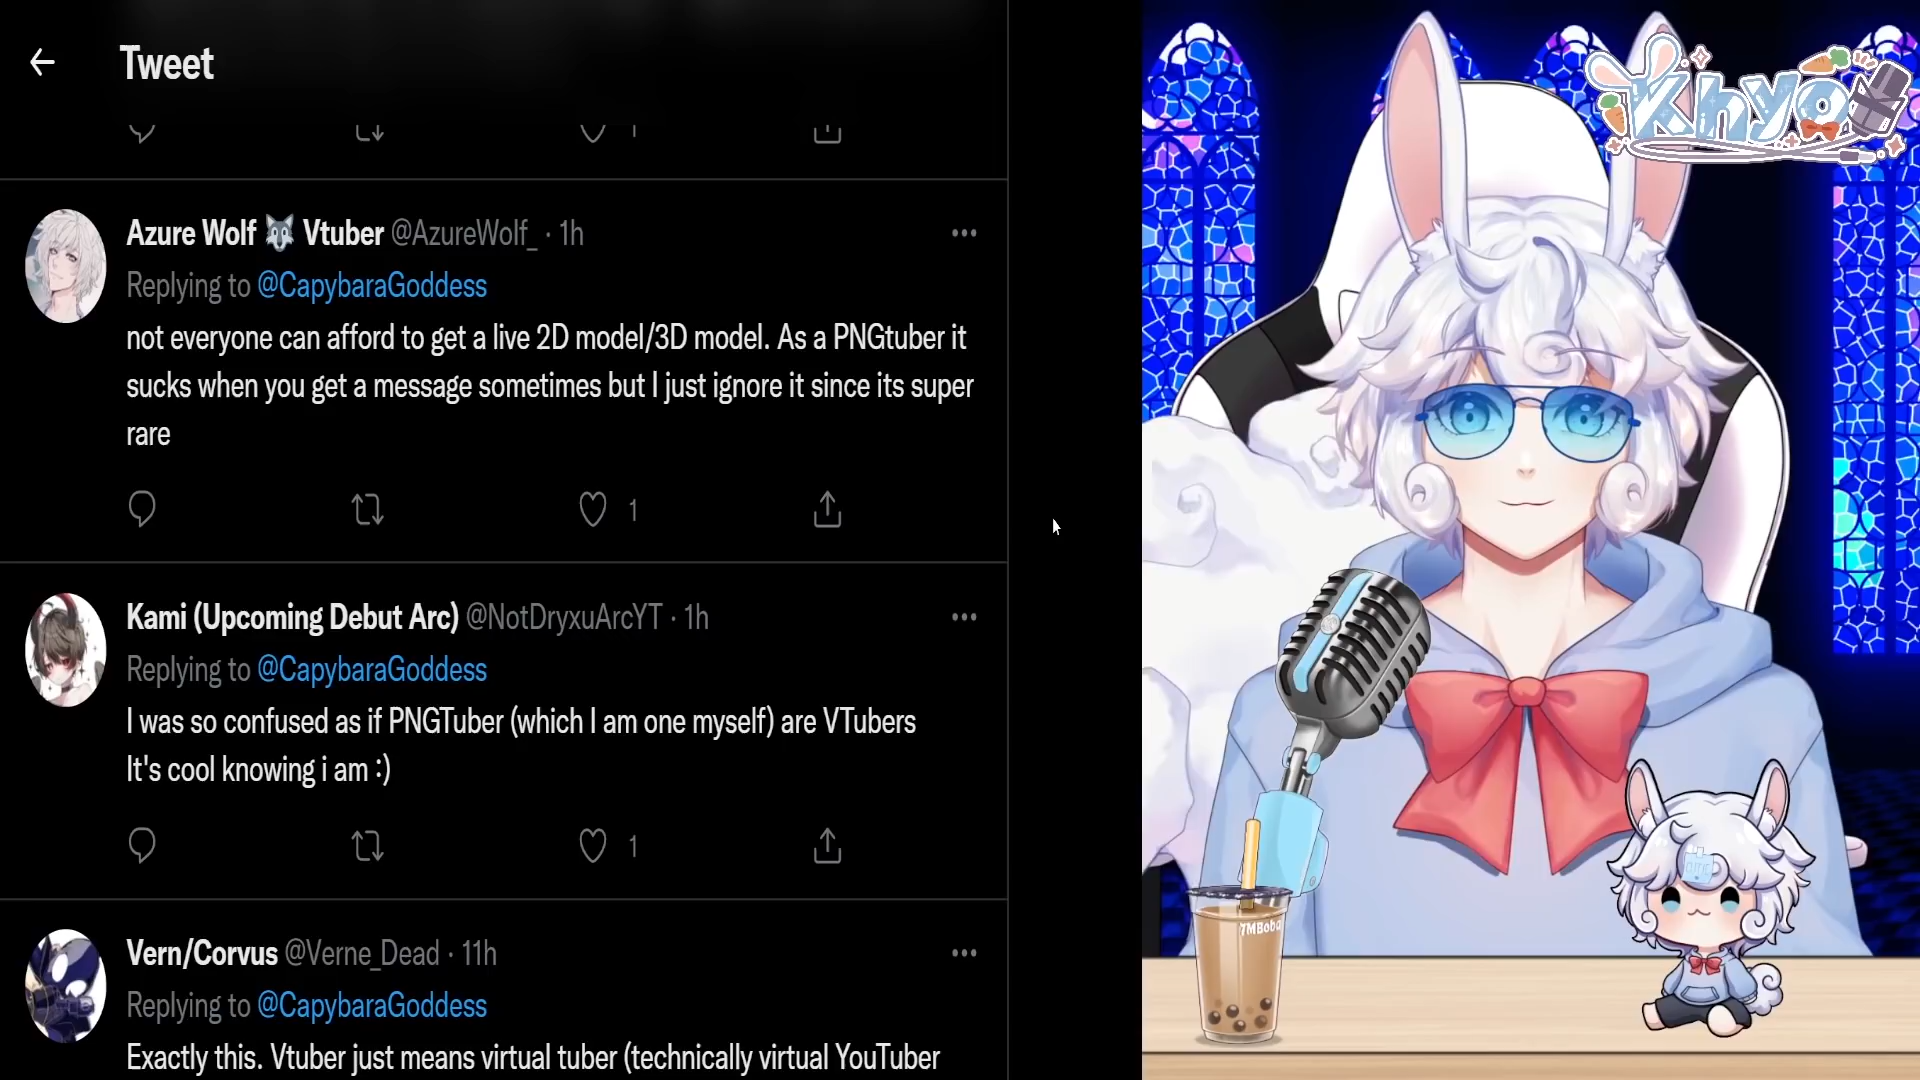 Tweet
1
Azure Wolf 🐺 Vtuber @AzureWolf_ · 1h
Replying to @CapybaraGoddess
not everyone can afford to get a live 2D model/3D model. As a PNGtuber it
sucks when you get a message sometimes but I just ignore it since its super
rare
1
Kami (Upcoming Debut Arc) @NotDryxuArcYT · 1h
Replying to @CapybaraGoddess
I was so confused as if PNGTuber (which I am one myself) are VTubers
It's cool knowing i am :)
1
Vern/Corvus @Verne_Dead · 11h
Replying to @CapybaraGoddess
Exactly this. Vtuber just means virtual tuber (technically virtual YouTuber
Khyo
7MBoba